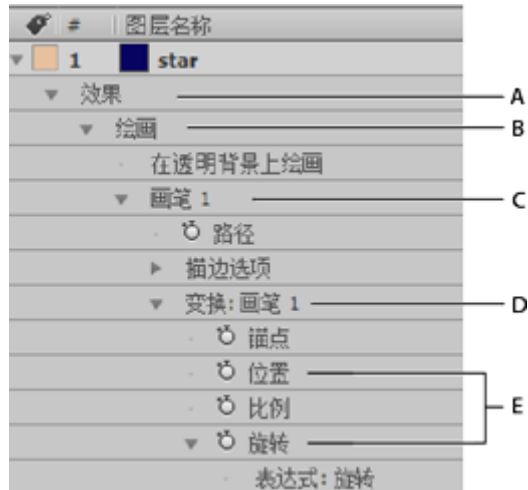 # 图层名称
1 star
效果 A
绘画 B
在透明背景上绘画
画笔 1 C
路径
描边选项
变换: 画笔 1 D
锚点
位置
比例 E
旋转
表达式: 旋转